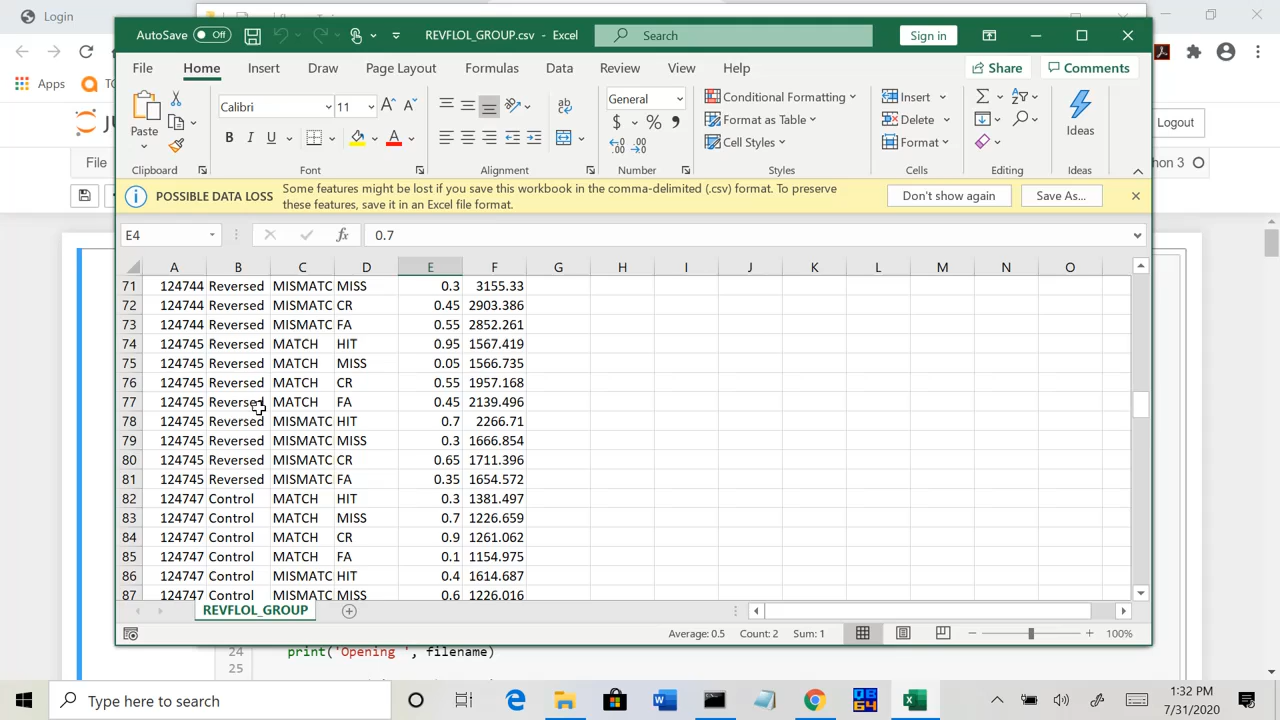 Login
AutoSave Off REVFLOL_GROUP.csv - Excel Search Sign in
File Home Insert Draw Page Layout Formulas Data Review View Help Share Comments
Apps
Logout
File
Paste
Calibri 11
B I U
General
Conditional Formatting
Format as Table
Cell Styles
Insert
Delete
Format
Ideas
Clipboard Font Alignment Number Styles Cells Editing Ideas
POSSIBLE DATA LOSS Some features might be lost if you save this workbook in the comma-delimited (.csv) format. To preserve
these features, save it in an Excel file format. Don't show again Save As...
E4 fx 0.7
A B C D E F G H I J K L M N O
71 124744 Reversed MISMATC MISS 0.3 3155.33
72 124744 Reversed MISMATC CR 0.45 2903.386
73 124744 Reversed MISMATC FA 0.55 2852.261
74 124745 Reversed MATCH HIT 0.95 1567.419
75 124745 Reversed MATCH MISS 0.05 1566.735
76 124745 Reversed MATCH CR 0.55 1957.168
77 124745 Reversed MATCH FA 0.45 2139.496
78 124745 Reversed MISMATC HIT 0.7 2266.71
79 124745 Reversed MISMATC MISS 0.3 1666.854
80 124745 Reversed MISMATC CR 0.65 1711.396
81 124745 Reversed MISMATC FA 0.35 1654.572
82 124747 Control MATCH HIT 0.3 1381.497
83 124747 Control MATCH MISS 0.7 1226.659
84 124747 Control MATCH CR 0.9 1261.062
85 124747 Control MATCH FA 0.1 1154.975
86 124747 Control MISMATC HIT 0.4 1614.687
87 124747 Control MISMATC MISS 0.6 1226.016
REVFLOL_GROUP
Average: 0.5 Count: 2 Sum: 1 100%
24 print('Opening ', filename)
25
Type here to search
1:32 PM
7/31/2020